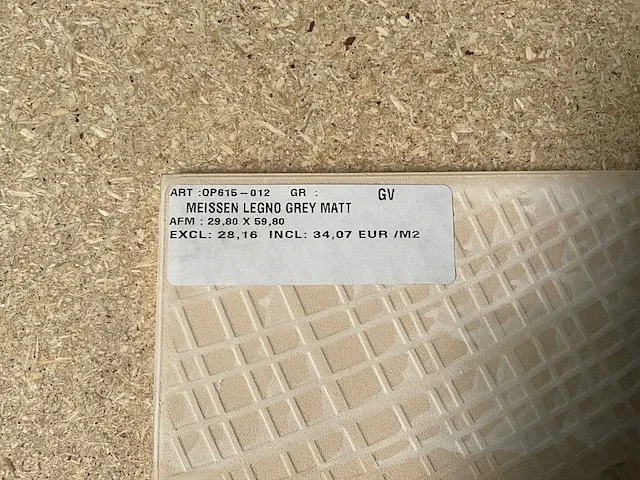 ART :OP615-012 GR : GV
MEISSEN LEGNO GREY MATT
AFM : 29,80 X 59,80
EXCL: 28,16 INCL: 34,07 EUR /M2